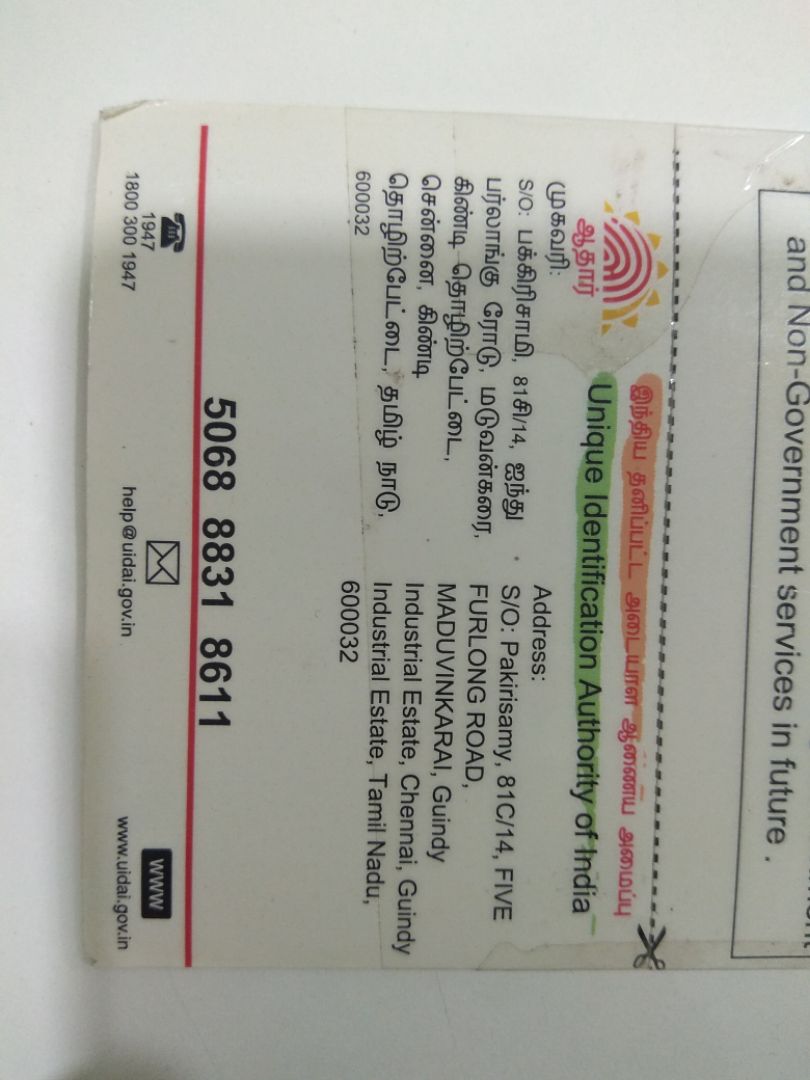 and Non-Government services in future .
இந்திய தனிப்பட்ட அடையாள ஆணைய அமைப்பு
Unique Identification Authority of India
ஆதார்
முகவரி:
S/O: பக்கிரிசாமி, 81சி/14, ஐந்து
பர்லாங்கு ரோடு, மடுவன்கரை,
கிண்டி தொழிற்பேட்டை,
சென்னை, கிண்டி
தொழிற்பேட்டை, தமிழ் நாடு,
600032
Address:
S/O: Pakirisamy, 81C/14, FIVE
FURLONG ROAD,
MADUVINKARAI, Guindy
Industrial Estate, Chennai, Guindy
Industrial Estate, Tamil Nadu,
600032
5068 8831 8611
1947
1800 300 1947
help@uidai.gov.in
www
www.uidai.gov.in